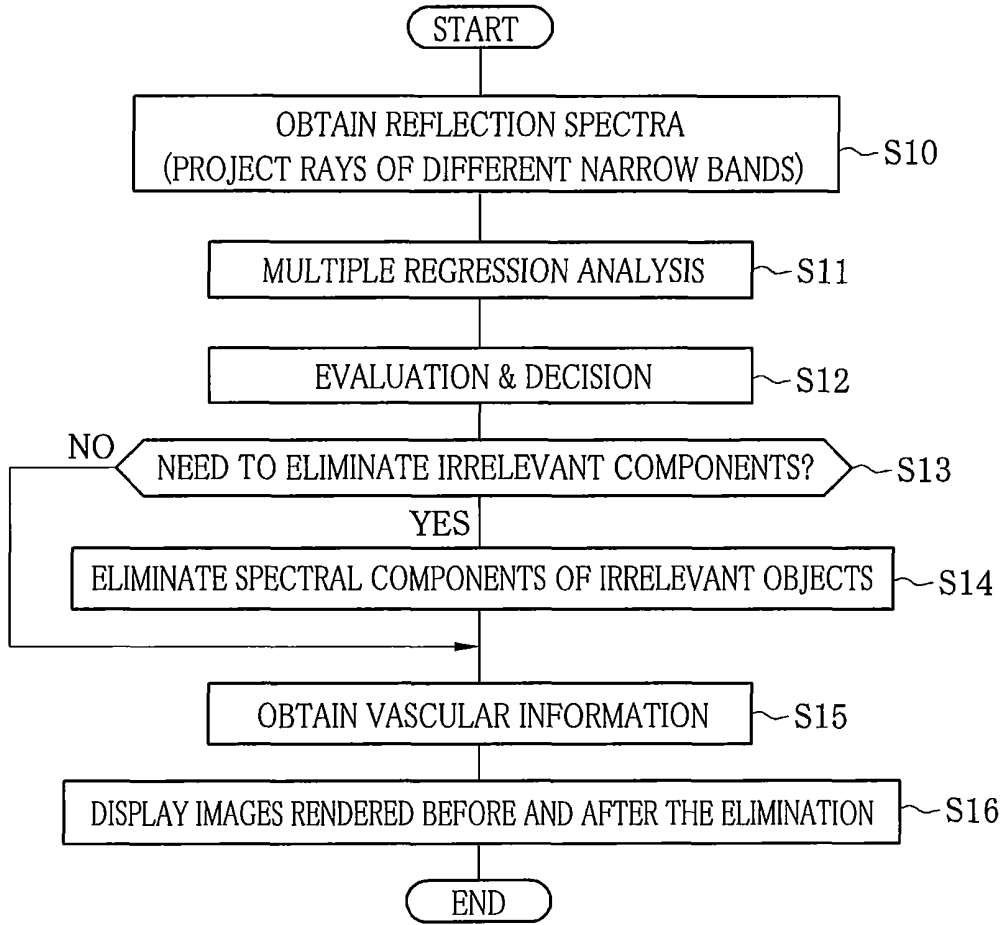 START
OBTAIN REFLECTION SPECTRA
(PROJECT RAYS OF DIFFERENT NARROW BANDS)
S10
MULTIPLE REGRESSION ANALYSIS
S11
EVALUATION & DECISION
S12
NO
NEED TO ELIMINATE IRRELEVANT COMPONENTS?
S13
YES
ELIMINATE SPECTRAL COMPONENTS OF IRRELEVANT OBJECTS
S14
OBTAIN VASCULAR INFORMATION
S15
DISPLAY IMAGES RENDERED BEFORE AND AFTER THE ELIMINATION
S16
END